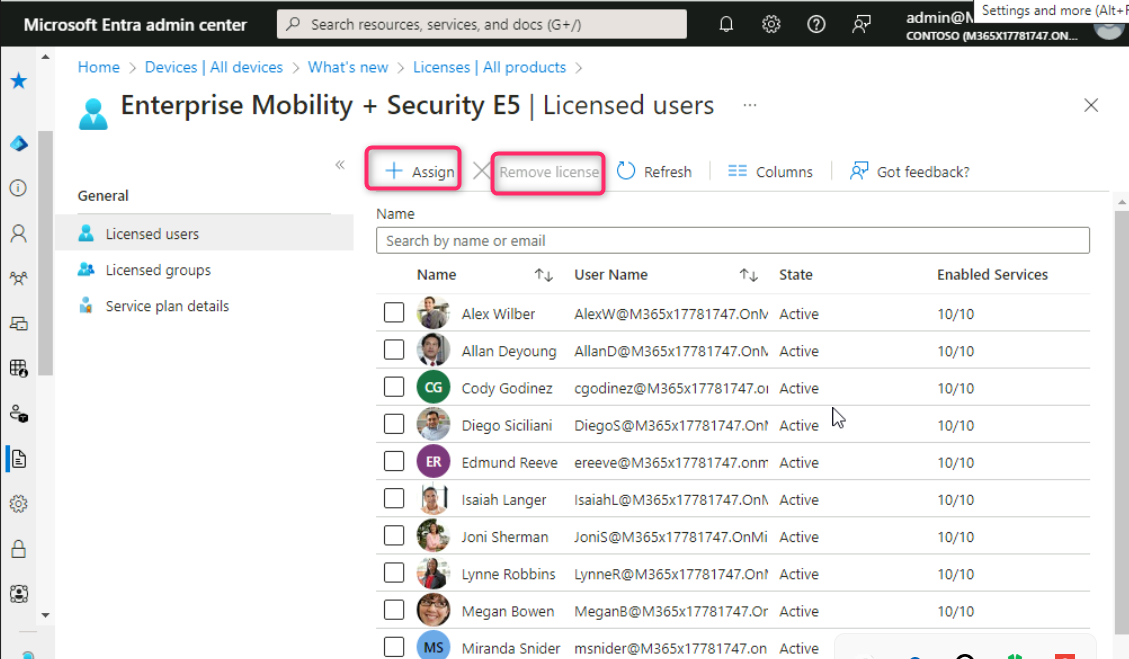 Microsoft Entra admin center
Search resources, services, and docs (G+/)
admin@M
Settings and more (Alt+F
CONTOSO (M365X17781747.ON...
Home > Devices | All devices > What's new > Licenses | All products >
Enterprise Mobility + Security E5 | Licensed users ...
« 
+ Assign Remove license Refresh Columns Got feedback?
General
Licensed users
Licensed groups
Service plan details
Name
Search by name or email
Name User Name State Enabled Services
Alex Wilber AlexW@M365x17781747.OnM Active 10/10
Allan Deyoung AllanD@M365x17781747.OnM Active 10/10
CG Cody Godinez cgodinez@M365x17781747.on Active 10/10
Diego Siciliani DiegoS@M365x17781747.OnM Active 10/10
ER Edmund Reeve ereeve@M365x17781747.onm Active 10/10
Isaiah Langer IsaiahL@M365x17781747.OnM Active 10/10
Joni Sherman JoniS@M365x17781747.OnMi Active 10/10
Lynne Robbins LynneR@M365x17781747.OnM Active 10/10
Megan Bowen MeganB@M365x17781747.On Active 10/10
MS Miranda Snider msnider@M365x17781747.on Active 10/10